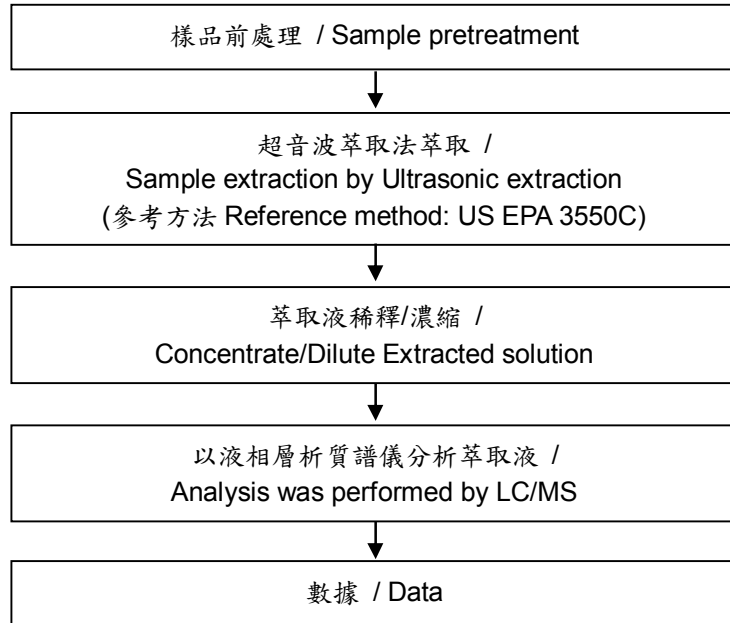 樣品前處理 / Sample pretreatment
超音波萃取法萃取 /
Sample extraction by Ultrasonic extraction
(參考方法 Reference method: US EPA 3550C)
萃取液稀釋/濃縮 /
Concentrate/Dilute Extracted solution
以液相層析質譜儀分析萃取液 /
Analysis was performed by LC/MS
數據 / Data